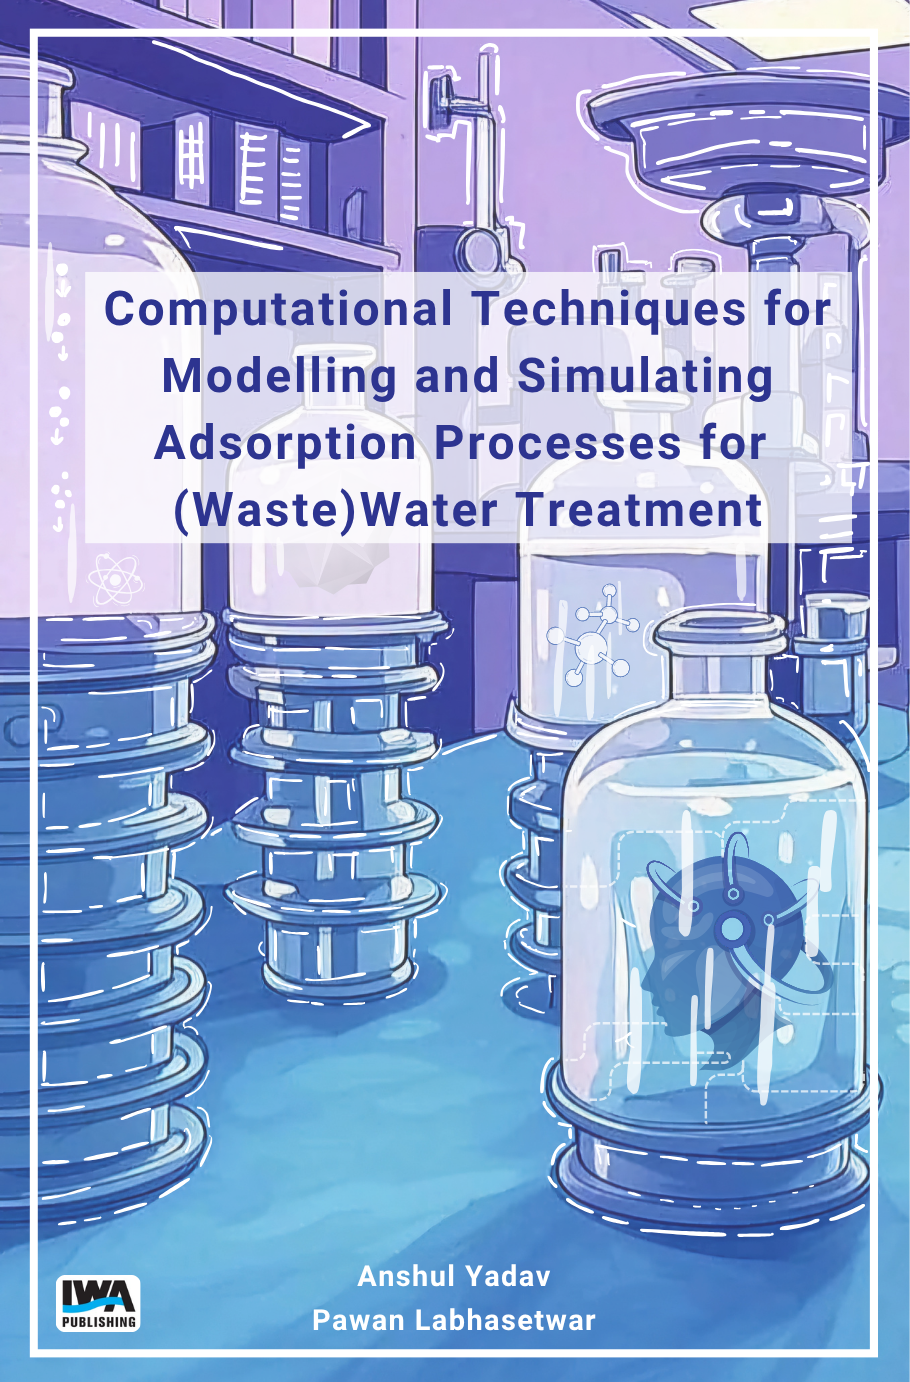 Computational Techniques for
Modelling and Simulating
Adsorption Processes for
(Waste)Water Treatment
Anshul Yadav
Pawan Labhasetwar
IWA
PUBLISHING